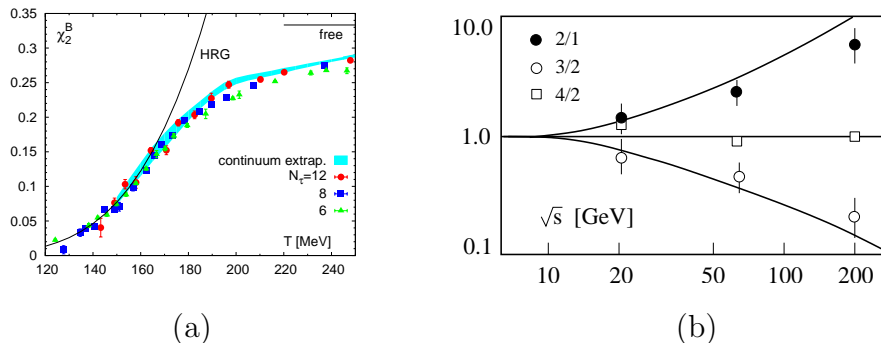 χ₂ᴮ
HRG
free
continuum extrap.
Nτ=12
8
6
T [MeV]
0.35
0.3
0.25
0.2
0.15
0.1
0.05
0
120 140 160 180 200 220 240
(a)
10.0
1.0
0.1
2/1
3/2
4/2
√s [GeV]
10 20 50 100 200
(b)